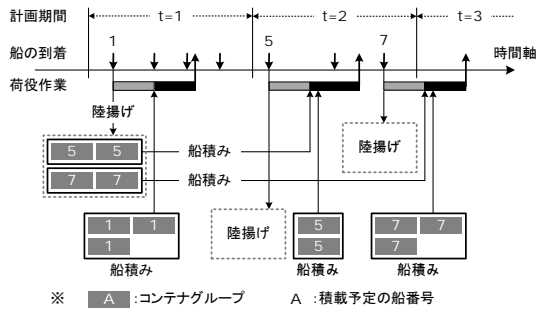 計画期間 t=1 t=2 t=3
船の到着 1 5 7 時間軸
荷役作業
陸揚げ
陸揚げ
5 5 船積み
7 7 船積み
1 1 陸揚げ 5 7 7
1 5 7
船積み 船積み 船積み
※ A :コンテナグループ A :積載予定の船番号